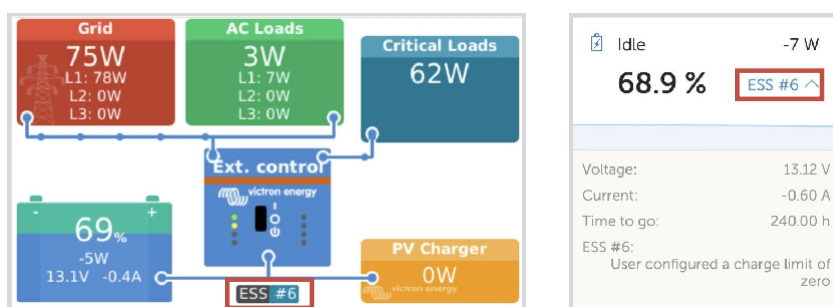 Grid
75W
L1: 78W
L2: 0W
L3: 0W
AC Loads
3W
L1: 7W
L2: 0W
L3: 0W
Critical Loads
62W
Ext. control
victron energy
69%
-5W
13.1V -0.4A
ESS #6
PV Charger
0W
victron energy
Idle -7 W
68.9 % ESS #6
Voltage: 13.12 V
Current: -0.60 A
Time to go: 240.00 h
ESS #6:
User configured a charge limit of
zero